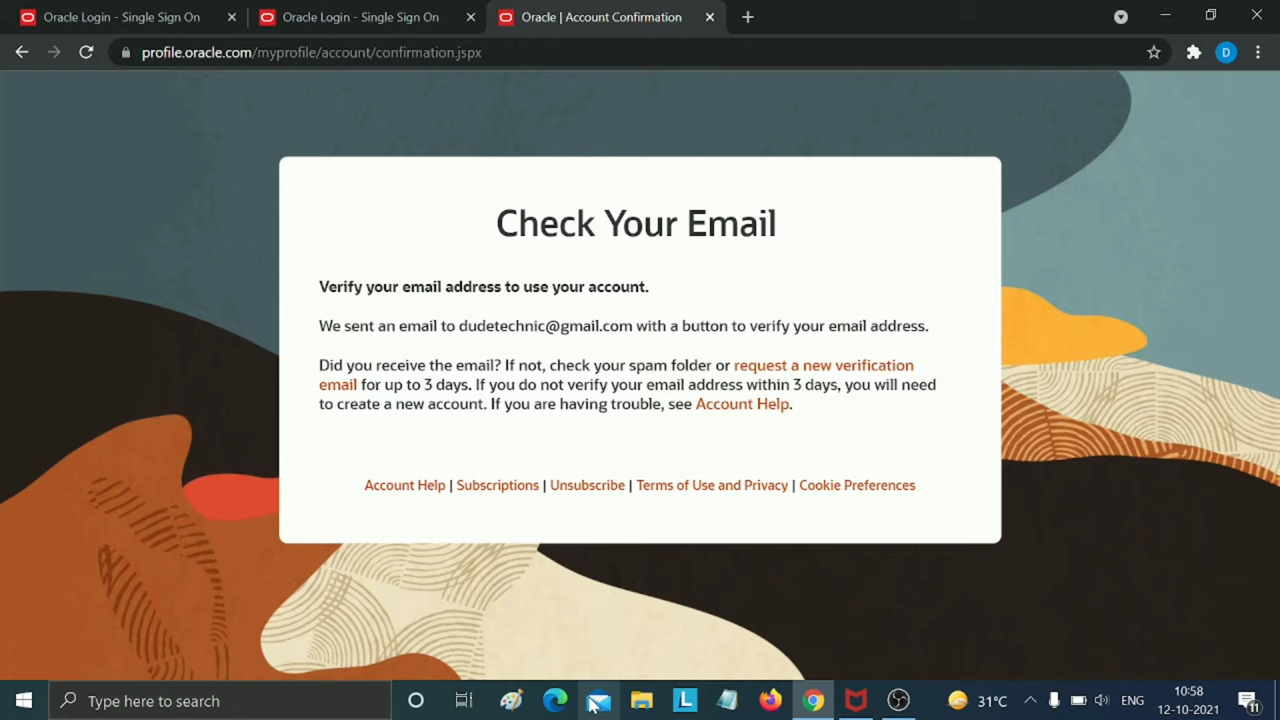 Oracle Login - Single Sign On
Oracle Login - Single Sign On
Oracle | Account Confirmation
profile.oracle.com/myprofile/account/confirmation.jspx
D
Check Your Email
Verify your email address to use your account.
We sent an email to dudetechnic@gmail.com with a button to verify your email address.
Did you receive the email? If not, check your spam folder or request a new verification
email for up to 3 days. If you do not verify your email address within 3 days, you will need
to create a new account. If you are having trouble, see Account Help.
Account Help | Subscriptions | Unsubscribe | Terms of Use and Privacy | Cookie Preferences
Type here to search
L
31°C
ENG
10:58
12-10-2021
11